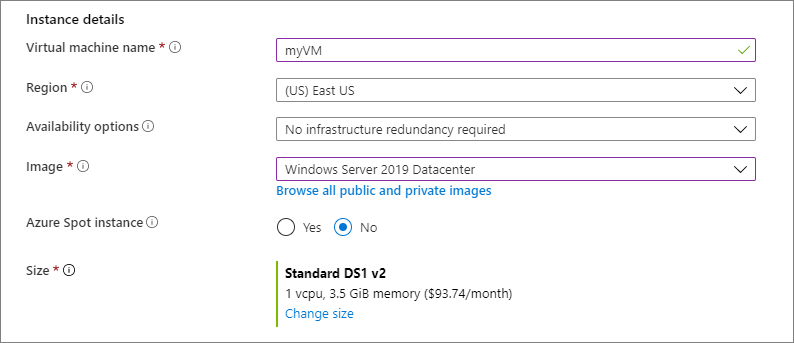 Instance details
Virtual machine name * myVM
Region * (US) East US
Availability options No infrastructure redundancy required
Image * Windows Server 2019 Datacenter
Browse all public and private images
Azure Spot instance Yes No
Size * Standard DS1 v2
1 vcpu, 3.5 GiB memory ($93.74/month)
Change size